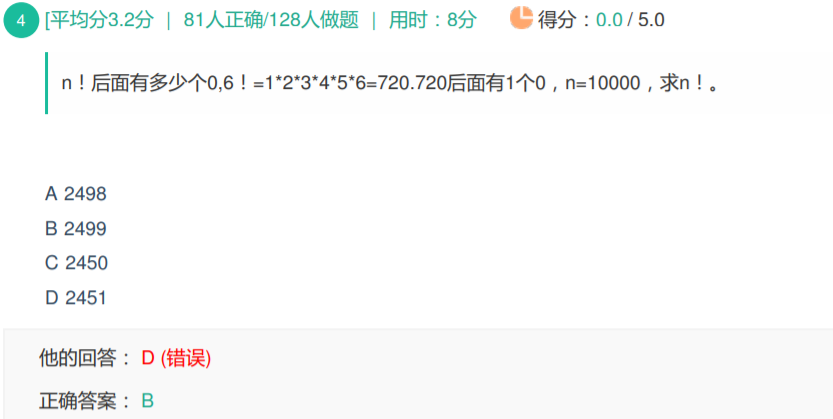 4 [平均分3.2分 | 81人正确/128人做题 | 用时：8分 得分：0.0 / 5.0
n！后面有多少个0,6！=1*2*3*4*5*6=720.720后面有1个0，n=10000，求n！。
A 2498
B 2499
C 2450
D 2451
他的回答： D (错误)
正确答案： B